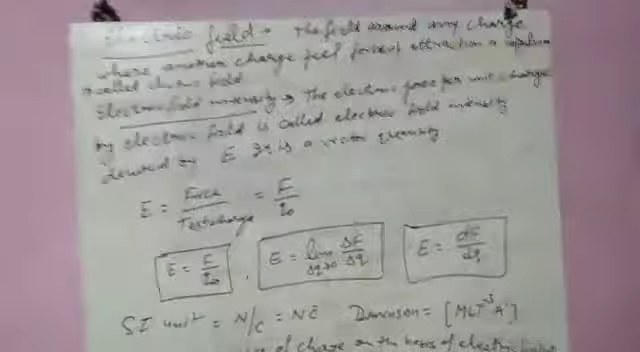 Electric field → The field around any charge
where another charge feel force of attraction or repulsion
is called electric field
Electric field intensity → The electric force per unit charge
by electric field is called electric field intensity
denoted by E It is a vector quantity
E = Force / Test charge = F / q₀
E = F / q₀ , E = lim Δq→0 ΔF / Δq E = dF / dq
S.I unit = N/C = NC⁻ Dimension = [MLT⁻³A⁻¹]
of charge on the basis of electric